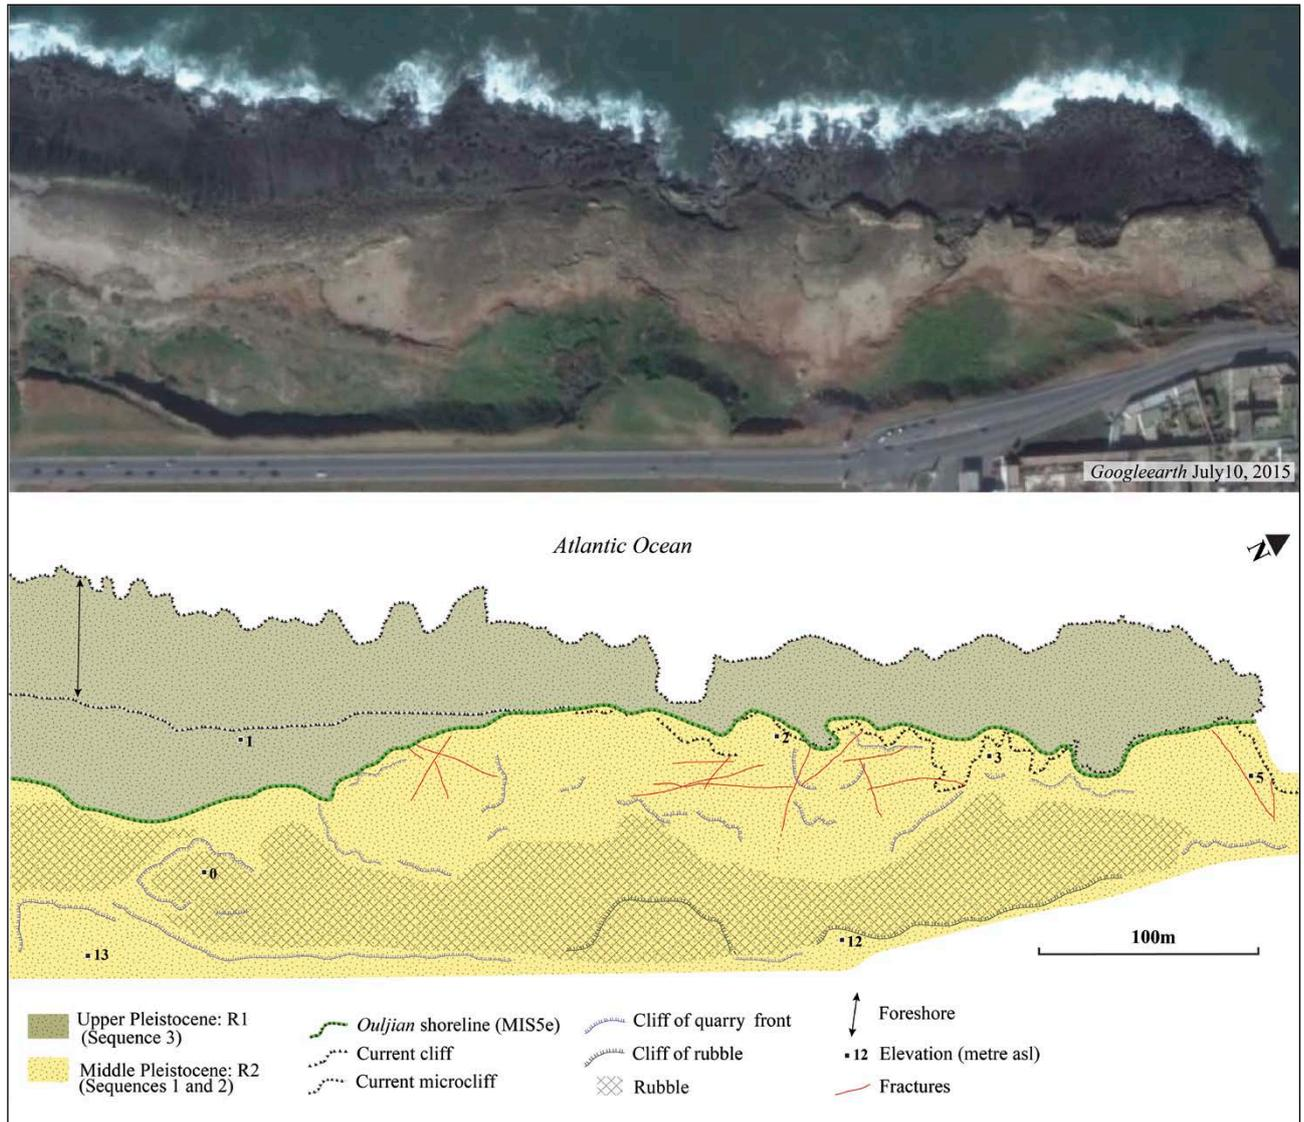 Googleearth July10, 2015
Atlantic Ocean
N
1
2
3
5
0
13
12
100m
Upper Pleistocene: R1
(Sequence 3)
Middle Pleistocene: R2
(Sequences 1 and 2)
Ouljian shoreline (MIS5e)
Current cliff
Current microcliff
Cliff of quarry front
Cliff of rubble
Rubble
Foreshore
12 Elevation (metre asl)
Fractures